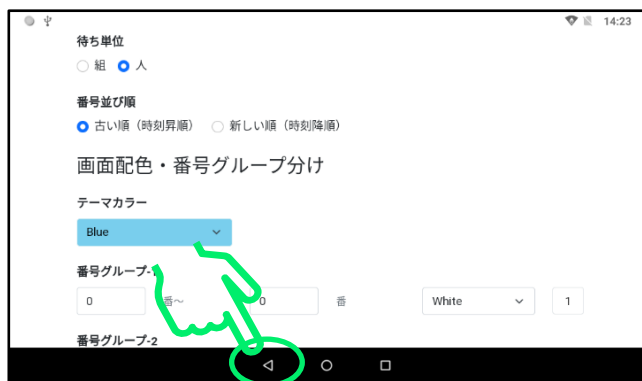 14:23
待ち単位
組 人
番号並び順
古い順（時刻昇順） 新しい順（時刻降順）
画面配色・番号グループ分け
テーマカラー
Blue
番号グループ-1
0 番～ 0 番 White 1
番号グループ-2